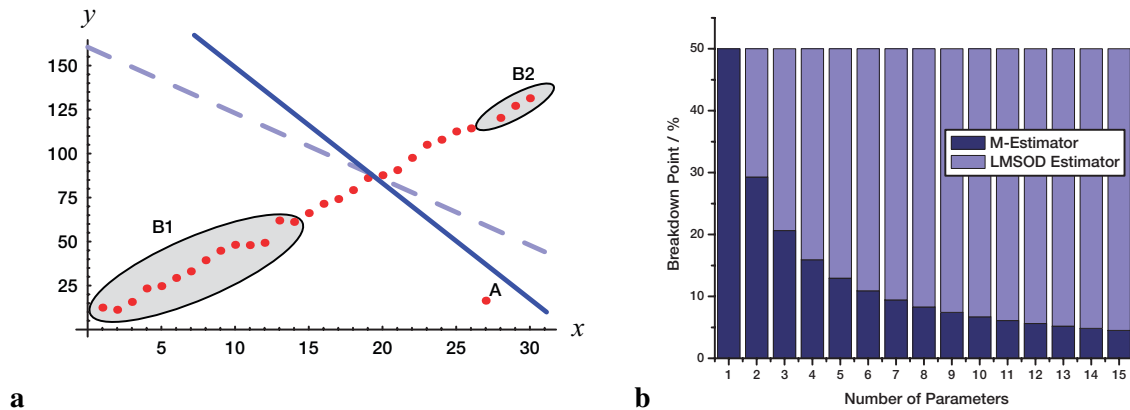 y
150
125
100
75
50
25
B1
B2
A
x
5 10 15 20 25 30
a
Breakdown Point / %
50
40
30
20
10
0
M-Estimator
LMSOD Estimator
1 2 3 4 5 6 7 8 9 10 11 12 13 14 15
Number of Parameters
b